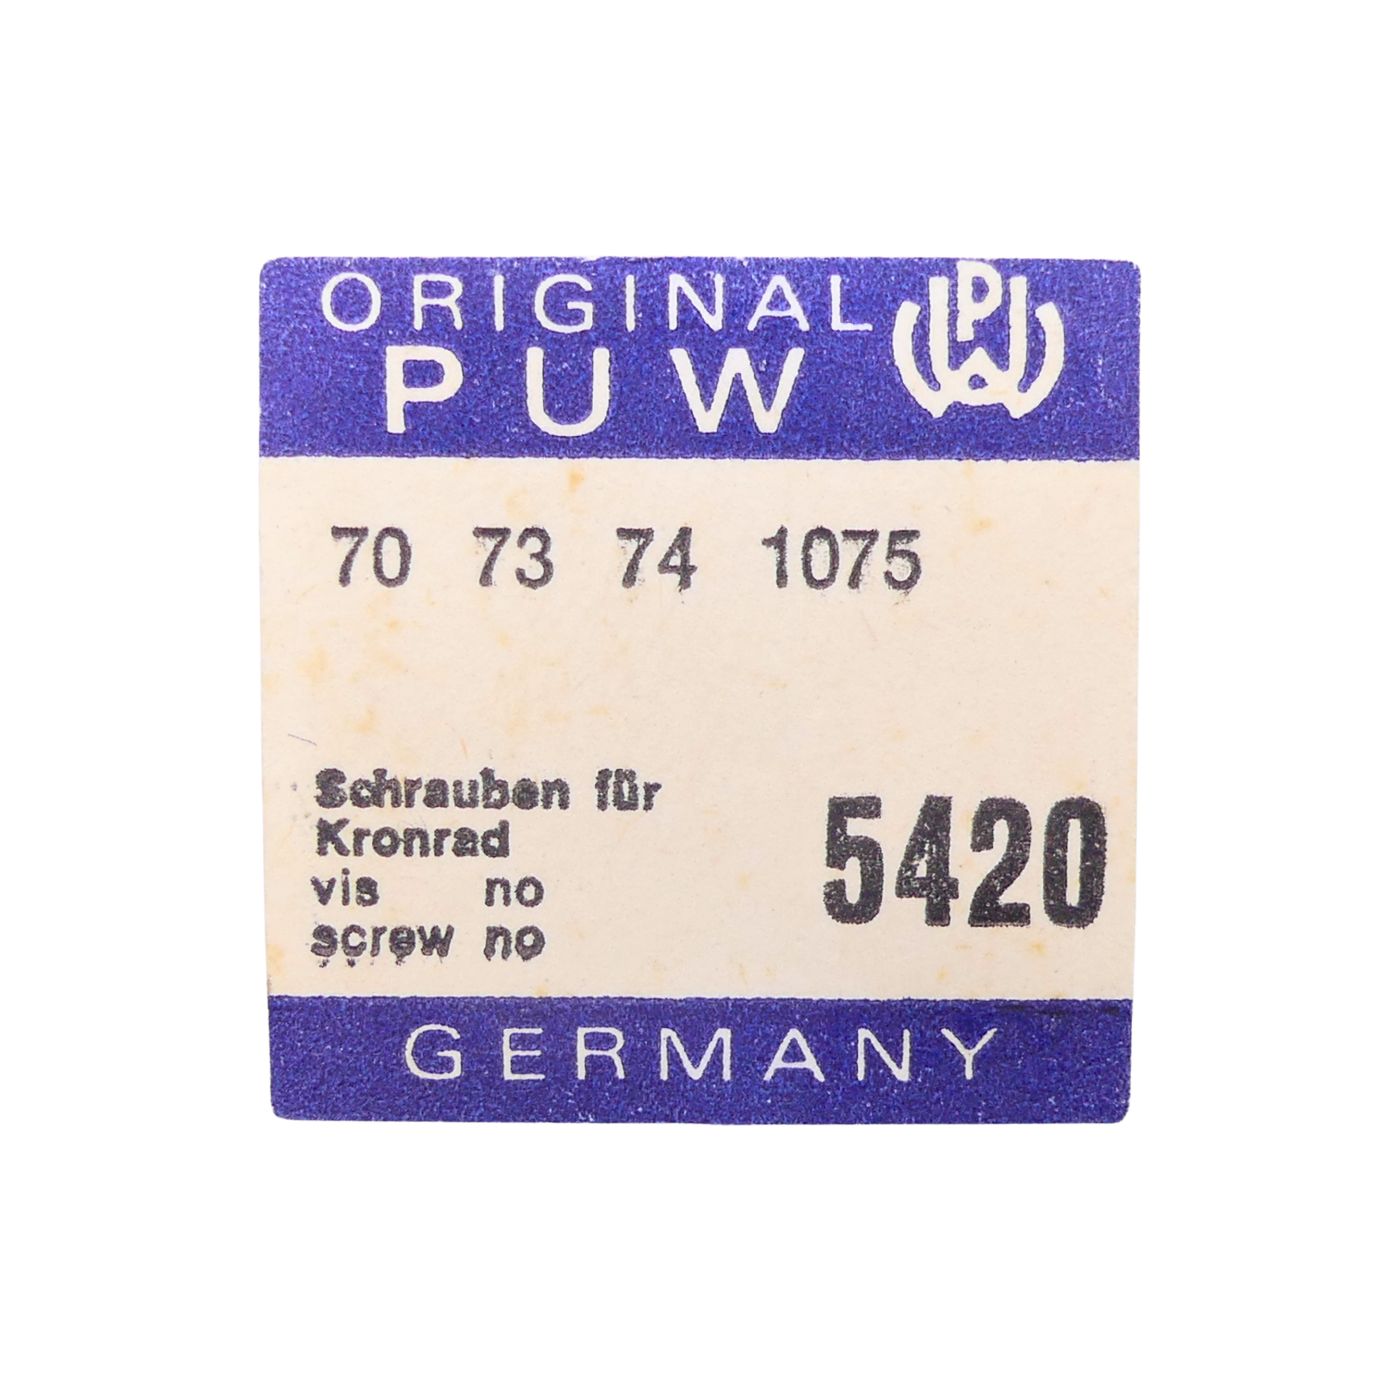 ORIGINAL
PUW
70 73 74 1075
Schrauben für
Kronrad
vis no
screw no
5420
GERMANY